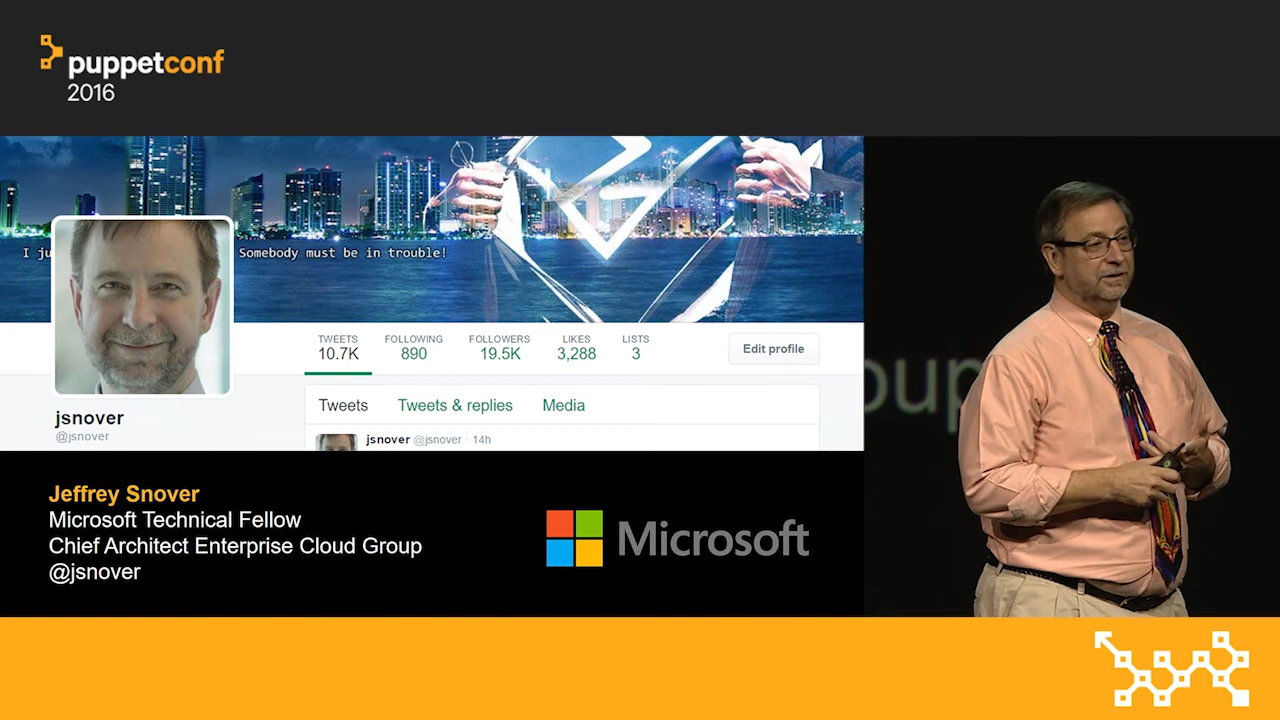 puppetconf
2016
I ju Somebody must be in trouble!
TWEETS FOLLOWING FOLLOWERS LIKES LISTS
10.7K 890 19.5K 3,288 3
Edit profile
Tweets Tweets & replies Media
jsnover
@jsnover
jsnover @jsnover · 14h
Jeffrey Snover
Microsoft Technical Fellow
Chief Architect Enterprise Cloud Group
@jsnover
Microsoft
oup